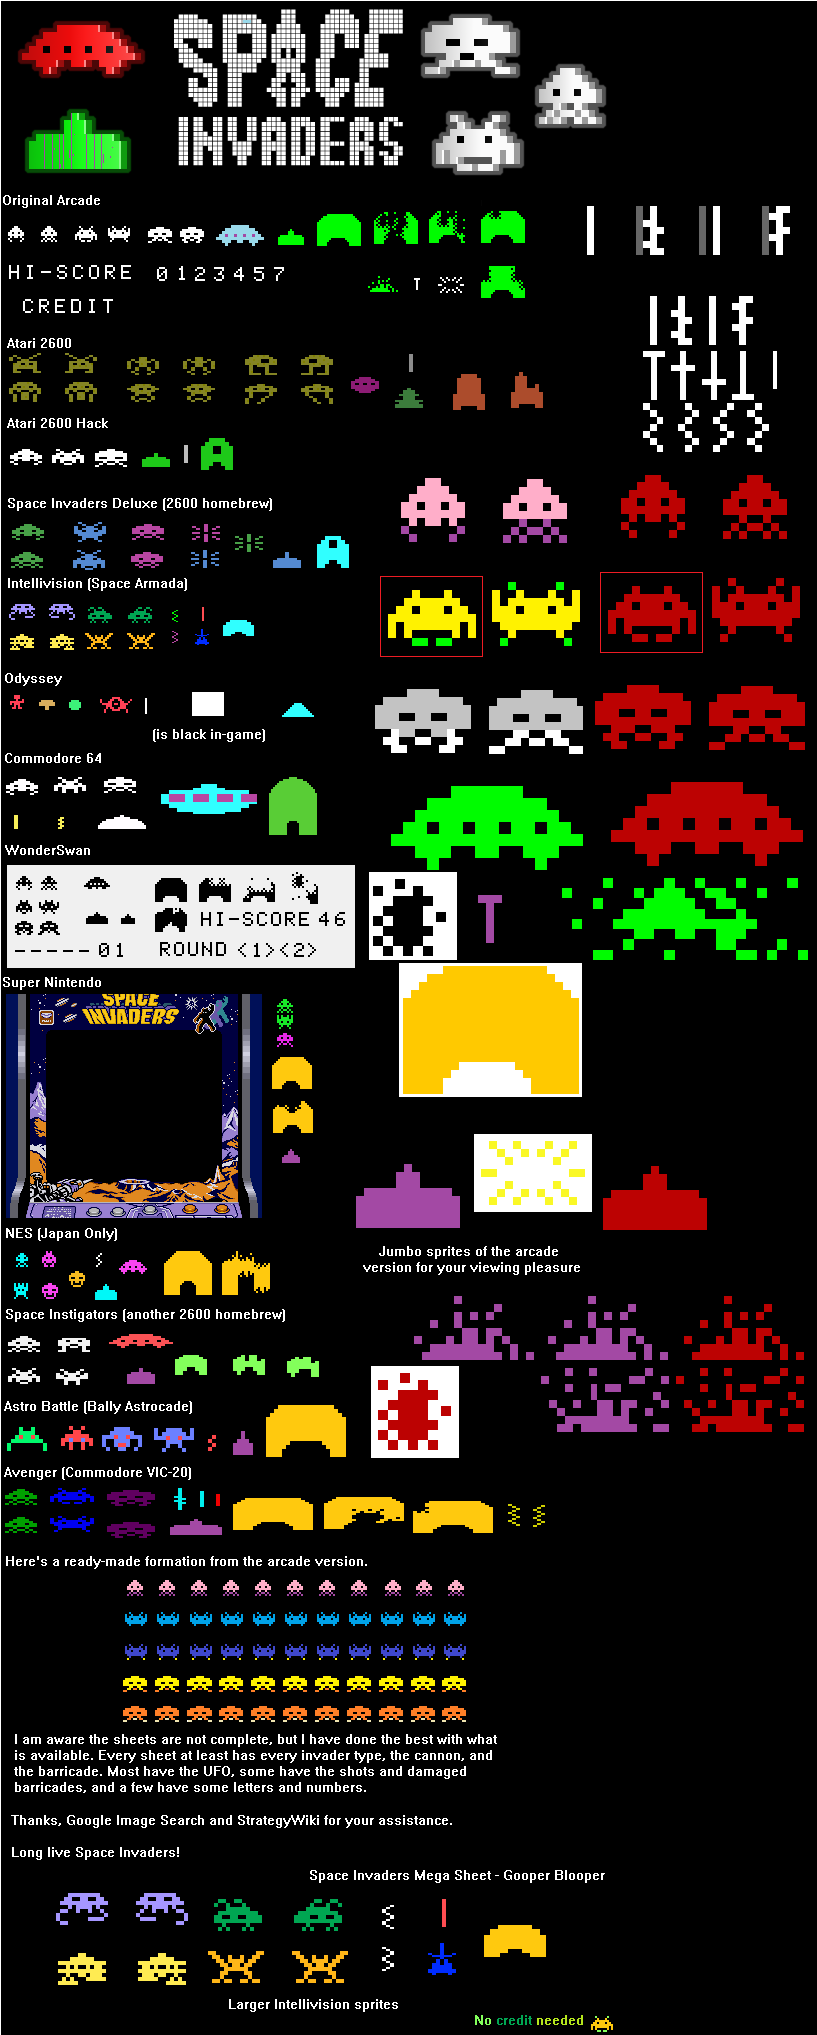 SPACE
INVADERS
Original Arcade
HI-SCORE 0123457
CREDIT
Atari 2600
Atari 2600 Hack
Space Invaders Deluxe (2600 homebrew)
Intellivision (Space Armada)
Odyssey
(is black in-game)
Commodore 64
WonderSwan
HI-SCORE 46
-----01 ROUND <1><2>
Super Nintendo
SPACE
INVADERS
NES (Japan Only)
Jumbo sprites of the arcade
version for your viewing pleasure
Space Instigators (another 2600 homebrew)
Astro Battle (Bally Astrocade)
Avenger (Commodore VIC-20)
Here's a ready-made formation from the arcade version.
I am aware the sheets are not complete, but I have done the best with what
is available. Every sheet at least has every invader type, the cannon, and
the barricade. Most have the UFO, some have the shots and damaged
barricades, and a few have some letters and numbers.
Thanks, Google Image Search and StrategyWiki for your assistance.
Long live Space Invaders!
Space Invaders Mega Sheet - Gooper Blooper
Larger Intellivision sprites
No credit needed